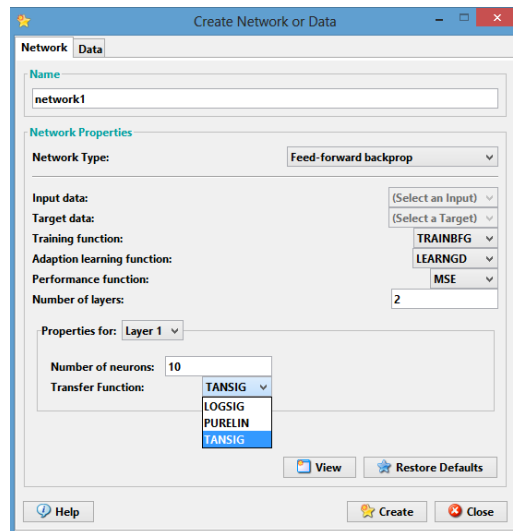 Create Network or Data
Network Data
Name
network1
Network Properties
Network Type: Feed-forward backprop
Input data: (Select an Input)
Target data: (Select a Target)
Training function: TRAINBFG
Adaption learning function: LEARNGD
Performance function: MSE
Number of layers: 2
Properties for: Layer 1
Number of neurons: 10
Transfer Function: TANSIG
LOGSIG
PURELIN
TANSIG
View Restore Defaults
Help Create Close